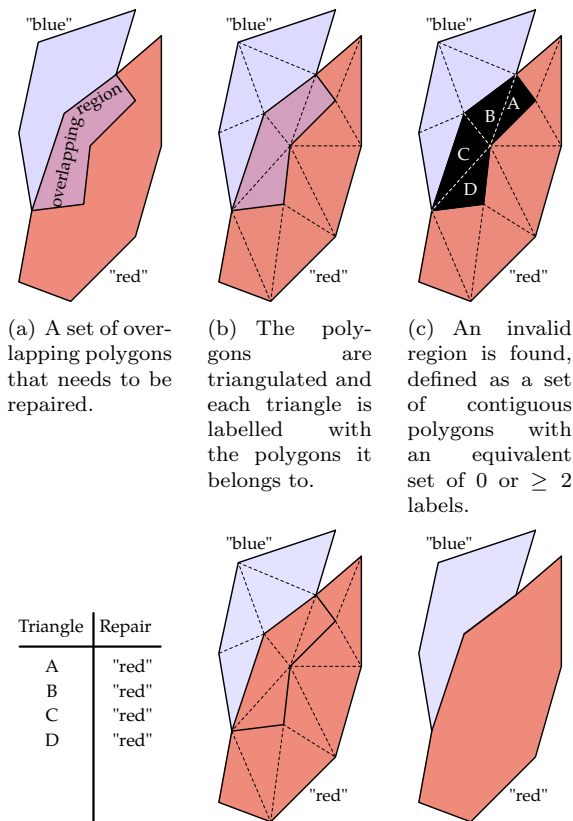 "blue"
overlapping region
"red"
"blue"
"red"
"blue"
A
B
C
D
"red"
(a) A set of over-
lapping polygons
that needs to be
repaired.
(b) The poly-
gons are
triangulated and
each triangle is
labelled with
the polygons it
belongs to.
(c) An invalid
region is found,
defined as a set
of contiguous
polygons with
an equivalent
set of 0 or ≥ 2
labels.
Triangle Repair
A "red"
B "red"
C "red"
D "red"
"blue"
"red"
"blue"
"red"